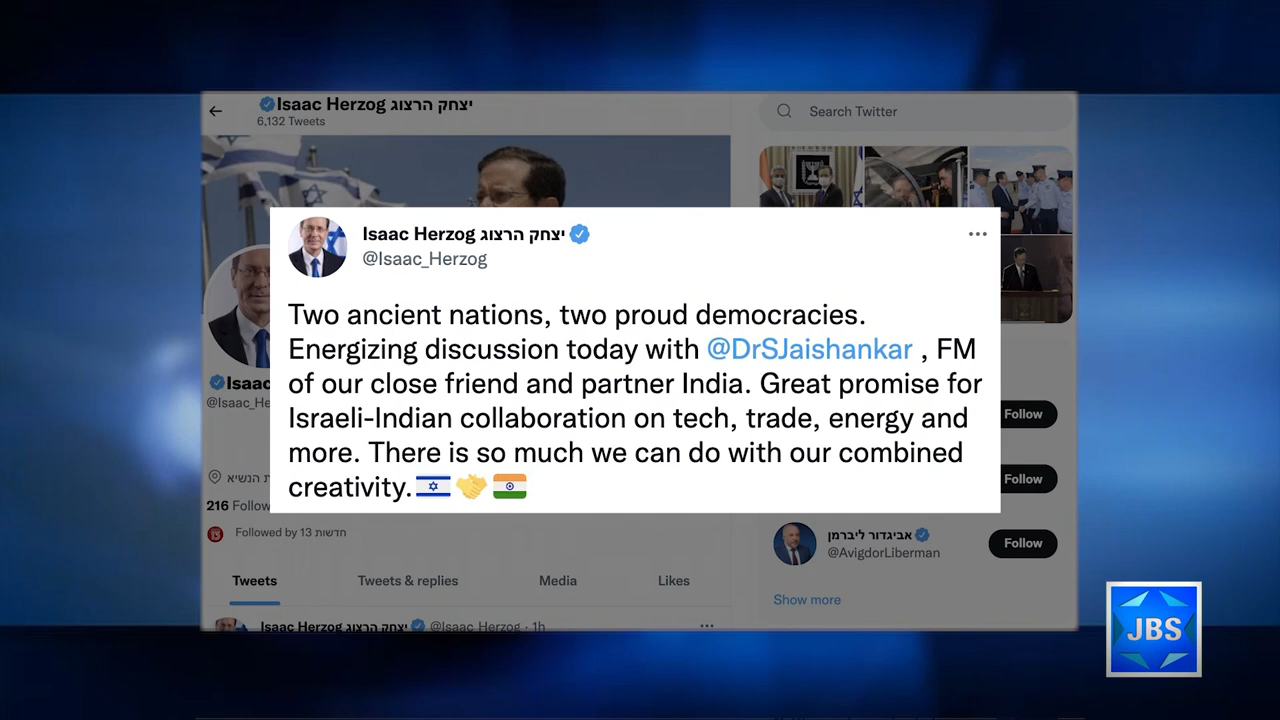 Isaac Herzog יצחק הרצוג
6,132 Tweets
Search Twitter
Isaac Herzog יצחק הרצוג
@Isaac_Herzog
Two ancient nations, two proud democracies.
Energizing discussion today with @DrSJaishankar , FM
of our close friend and partner India. Great promise for
Israeli-Indian collaboration on tech, trade, energy and
more. There is so much we can do with our combined
creativity.🇮🇱🤝🇮🇳
Isaac
@Isaac_He
הנשיא
216 Follow
Followed by 13 חדשות
Tweets
Tweets & replies
Media
Likes
Isaac Herzog יצחק הרצוג @Isaac_Herzog · 1h
Follow
Follow
אביגדור ליברמן
@AvigdorLiberman
Follow
Show more
JBS